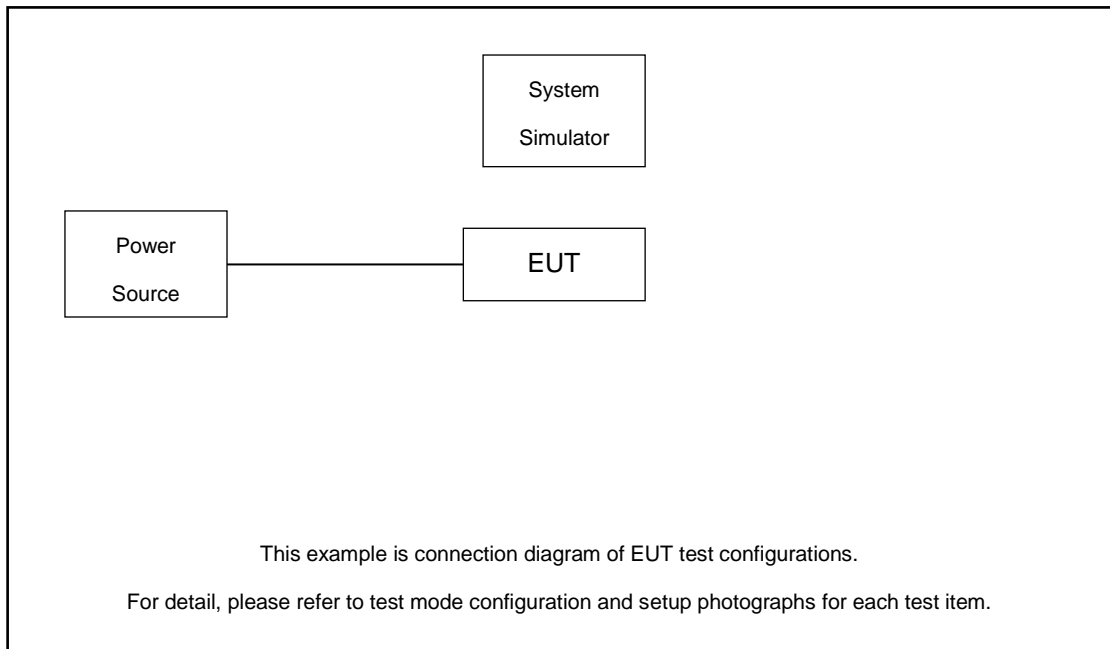 System
Simulator
Power
Source
EUT
This example is connection diagram of EUT test configurations.
For detail, please refer to test mode configuration and setup photographs for each test item.